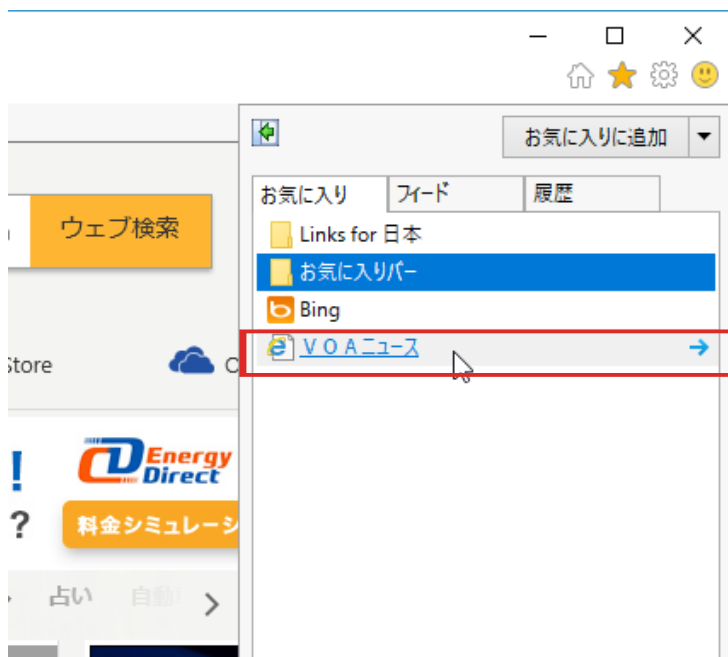 お気に入りに追加
お気に入り
フィード
履歴
Links for 日本
お気に入りバー
Bing
ＶＯＡニュース
ウェブ検索
Store
!
Energy
Direct
?
料金シミュレーシ
占い
自動